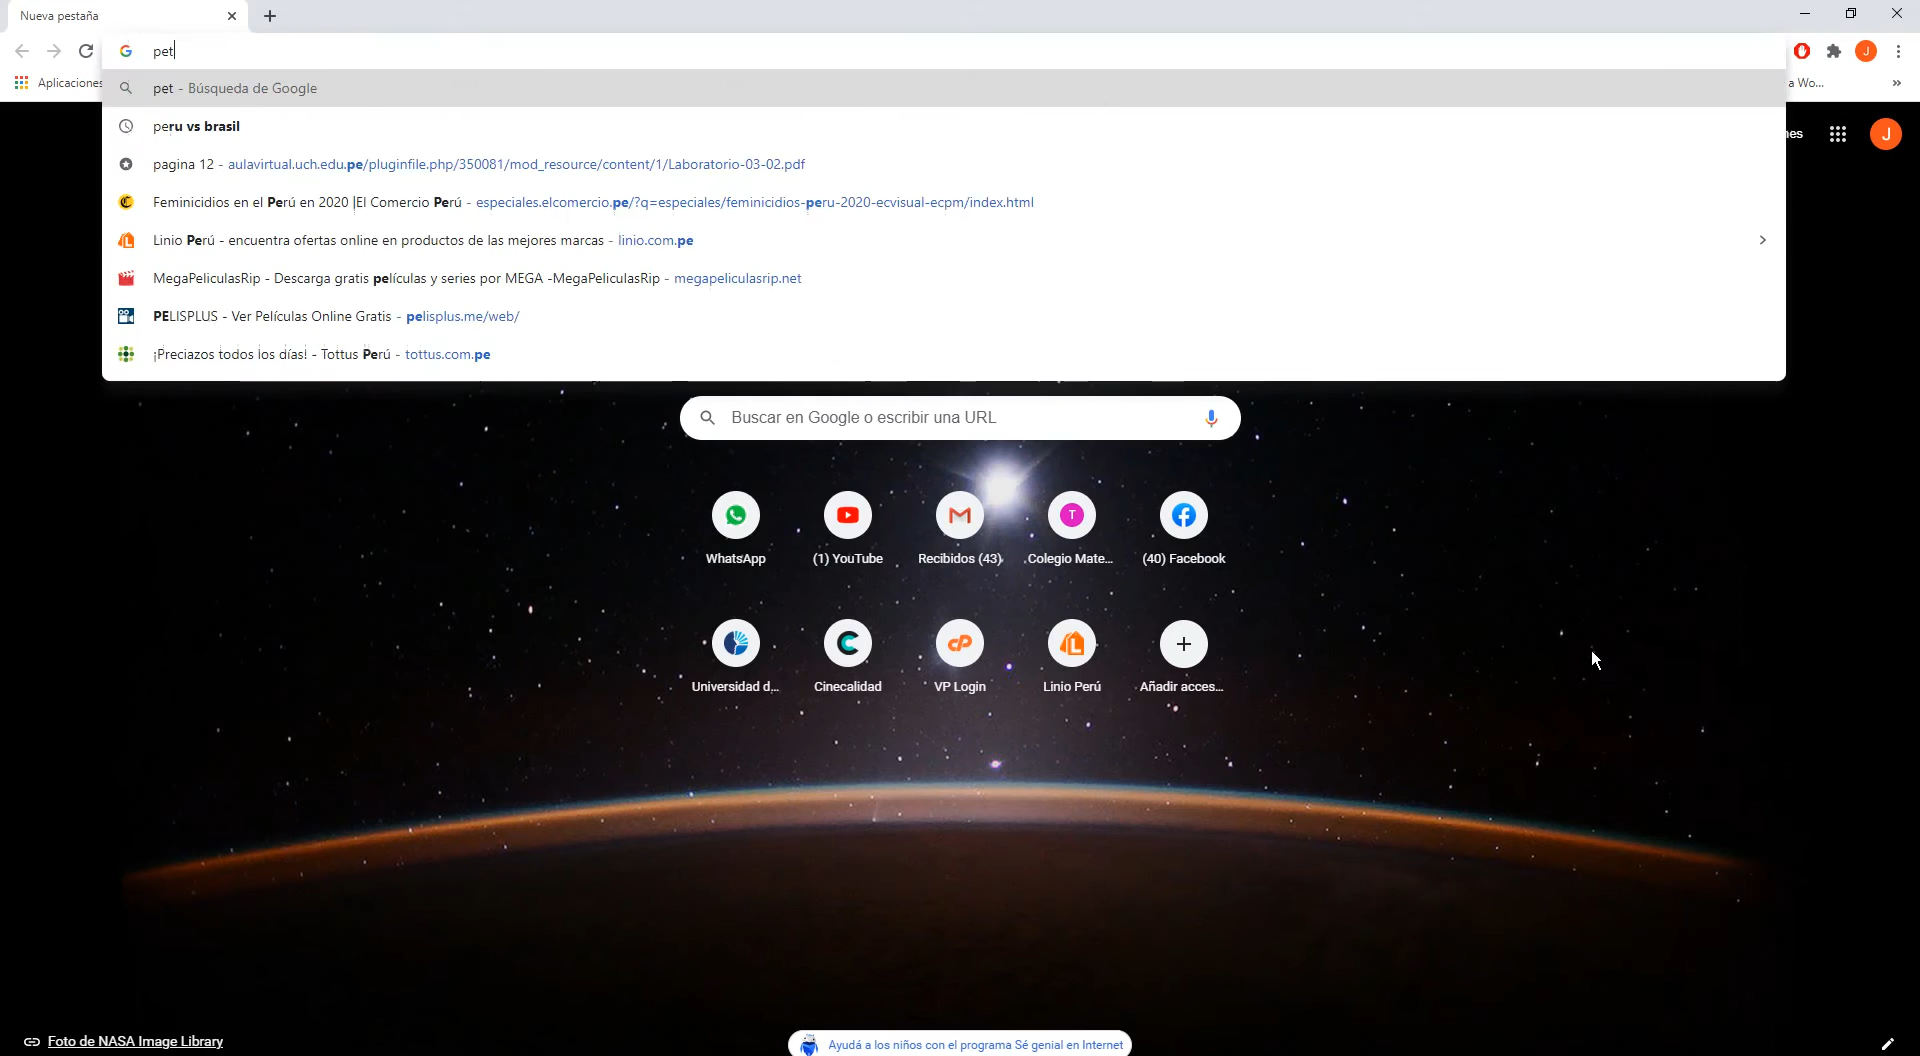 Nueva pestaña
pet
Aplicaciones
a Wo...
»
pet - Búsqueda de Google
peru vs brasil
pagina 12 - aulavirtual.uch.edu.pe/pluginfile.php/350081/mod_resource/content/1/Laboratorio-03-02.pdf
Feminicidios en el Perú en 2020 |El Comercio Perú - especiales.elcomercio.pe/?q=especiales/feminicidios-peru-2020-ecvisual-ecpm/index.html
Linio Perú - encuentra ofertas online en productos de las mejores marcas - linio.com.pe
MegaPeliculasRip - Descarga gratis películas y series por MEGA -MegaPeliculasRip - megapeliculasrip.net
PELISPLUS - Ver Películas Online Gratis - pelisplus.me/web/
¡Preciazos todos los días! - Tottus Perú - tottus.com.pe
nes
J
J
Buscar en Google o escribir una URL
T
WhatsApp (1) YouTube Recibidos (43) Colegio Mate... (40) Facebook
Universidad d... Cinecalidad VP Login Linio Perú Añadir acces...
Foto de NASA Image Library
Ayudá a los niños con el programa Sé genial en Internet